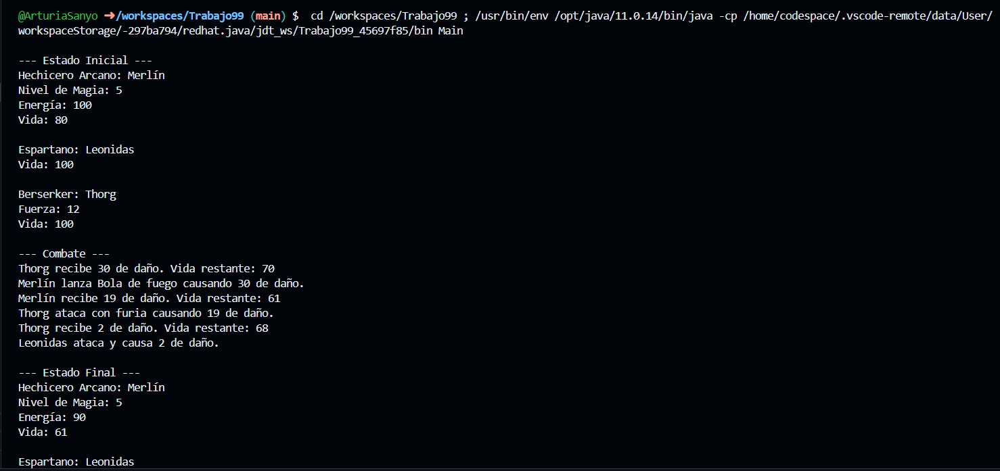 @ArturiaSanyo ➜/workspaces/Trabajo99 (main) $  cd /workspaces/Trabajo99 ; /usr/bin/env /opt/java/11.0.14/bin/java -cp /home/codespace/.vscode-remote/data/User/
workspaceStorage/-297ba794/redhat.java/jdt_ws/Trabajo99_45697f85/bin Main
--- Estado Inicial ---
Hechicero Arcano: Merlín
Nivel de Magia: 5
Energía: 100
Vida: 80
Espartano: Leonidas
Vida: 100
Berserker: Thorg
Fuerza: 12
Vida: 100
--- Combate ---
Thorg recibe 30 de daño. Vida restante: 70
Merlín lanza Bola de fuego causando 30 de daño.
Merlín recibe 19 de daño. Vida restante: 61
Thorg ataca con furia causando 19 de daño.
Thorg recibe 2 de daño. Vida restante: 68
Leonidas ataca y causa 2 de daño.
--- Estado Final ---
Hechicero Arcano: Merlín
Nivel de Magia: 5
Energía: 90
Vida: 61
Espartano: Leonidas